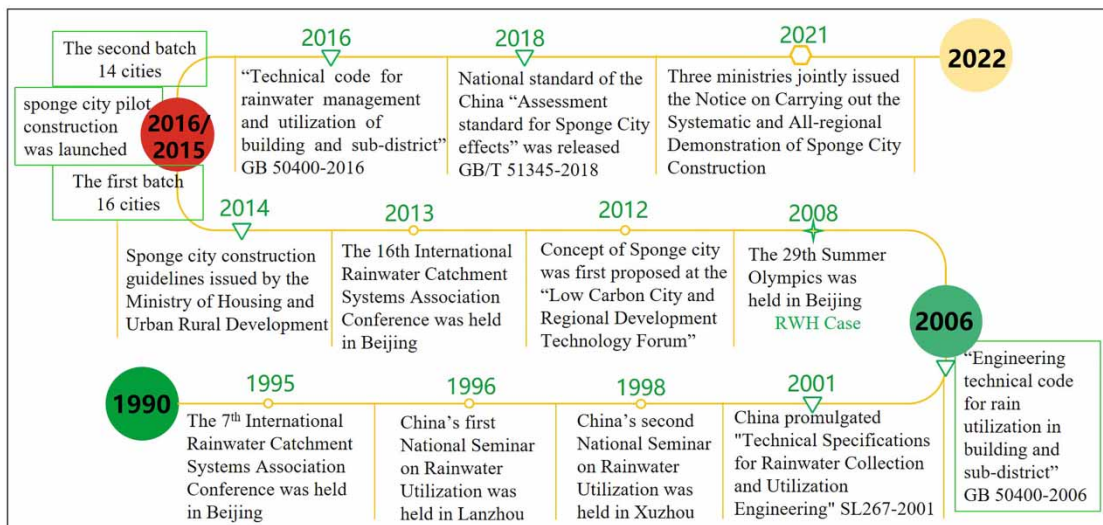 The second batch
14 cities
sponge city pilot
construction
was launched
2016/
2015
The first batch
16 cities
2016
“Technical code for
rainwater management
and utilization of
building and sub-district”
GB 50400-2016
2018
National standard of the
China “Assessment
standard for Sponge City
effects” was released
GB/T 51345-2018
2021
Three ministries jointly issued
the Notice on Carrying out the
Systematic and All-regional
Demonstration of Sponge City
Construction
2022
2014
Sponge city construction
guidelines issued by the
Ministry of Housing and
Urban Rural Development
2013
The 16th International
Rainwater Catchment
Systems Association
Conference was held
in Beijing
2012
Concept of Sponge city
was first proposed at the
“Low Carbon City and
Regional Development
Technology Forum”
2008
The 29th Summer
Olympics was
held in Beijing
RWH Case
2006
“Engineering
technical code
for rain
utilization in
building and
sub-district”
GB 50400-2006
1990
1995
The 7th International
Rainwater Catchment
Systems Association
Conference was held
in Beijing
1996
China’s first
National Seminar
on Rainwater
Utilization was
held in Lanzhou
1998
China’s second
National Seminar
on Rainwater
Utilization was
held in Xuzhou
2001
China promulgated
"Technical Specifications
for Rainwater Collection
and Utilization
Engineering" SL267-2001